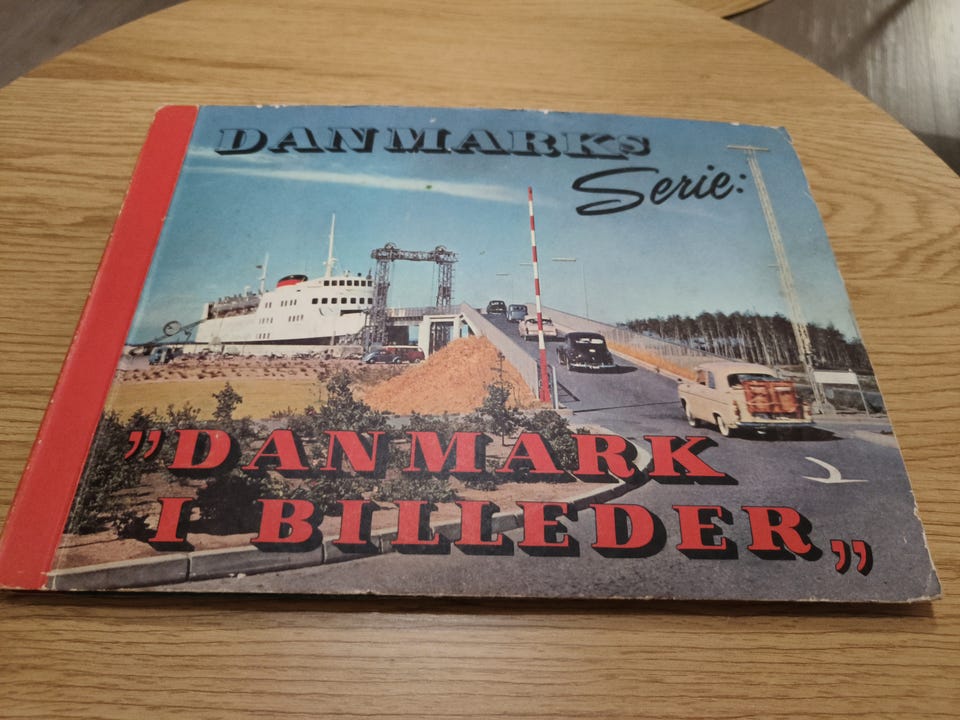 DANMARKS
Serie:
”DANMARK
I BILLEDER„